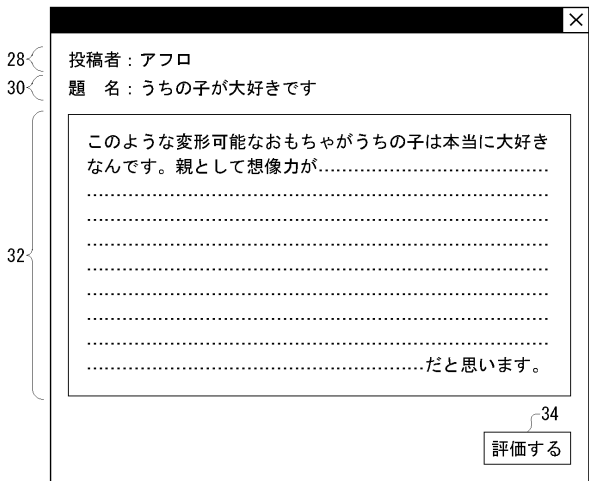 28 投稿者：アフロ
30 題　名：うちの子が大好きです
32
このような変形可能なおもちゃがうちの子は本当に大好き
なんです。親として想像力が…………………………………
……………………………………………………………………
……………………………………………………………………
……………………………………………………………………
……………………………………………………………………
……………………………………………………………………
……………………………………………………………………
……………………………………………………………………
…………………………………………………だと思います。
34
評価する